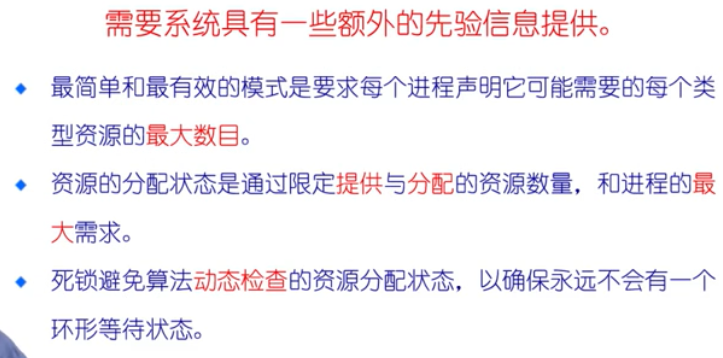 需要系统具有一些额外的先验信息提供。
最简单和最有效的模式是要求每个进程声明它可能需要的每个类
型资源的最大数目。
资源的分配状态是通过限定提供与分配的资源数量，和进程的最
大需求。
死锁避免算法动态检查的资源分配状态，以确保永远不会有一个
环形等待状态。